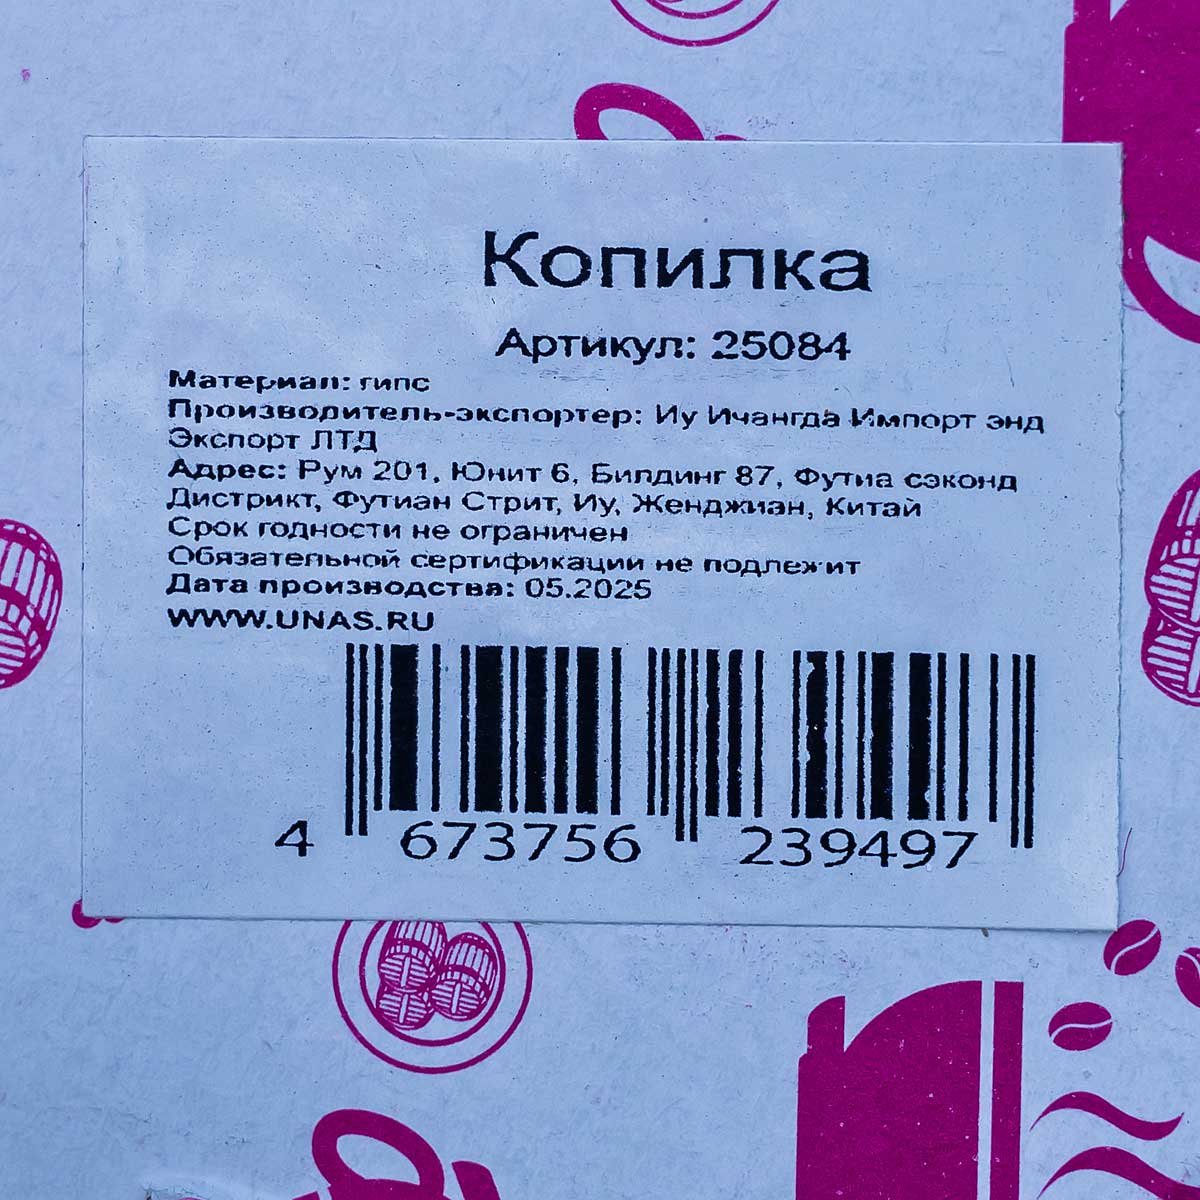 Копилка
Артикул: 25084
Материал: гипс
Производитель-экспортер: Иу Ичангда Импорт энд
Экспорт ЛТД
Адрес: Рум 201, Юнит 6, Билдинг 87, Футиа сэконд
Дистрикт, Футиан Стрит, Иу, Женджиан, Китай
Срок годности не ограничен
Обязательной сертификации не подлежит
Дата производства: 05.2025
WWW.UNAS.RU
4 673756 239497